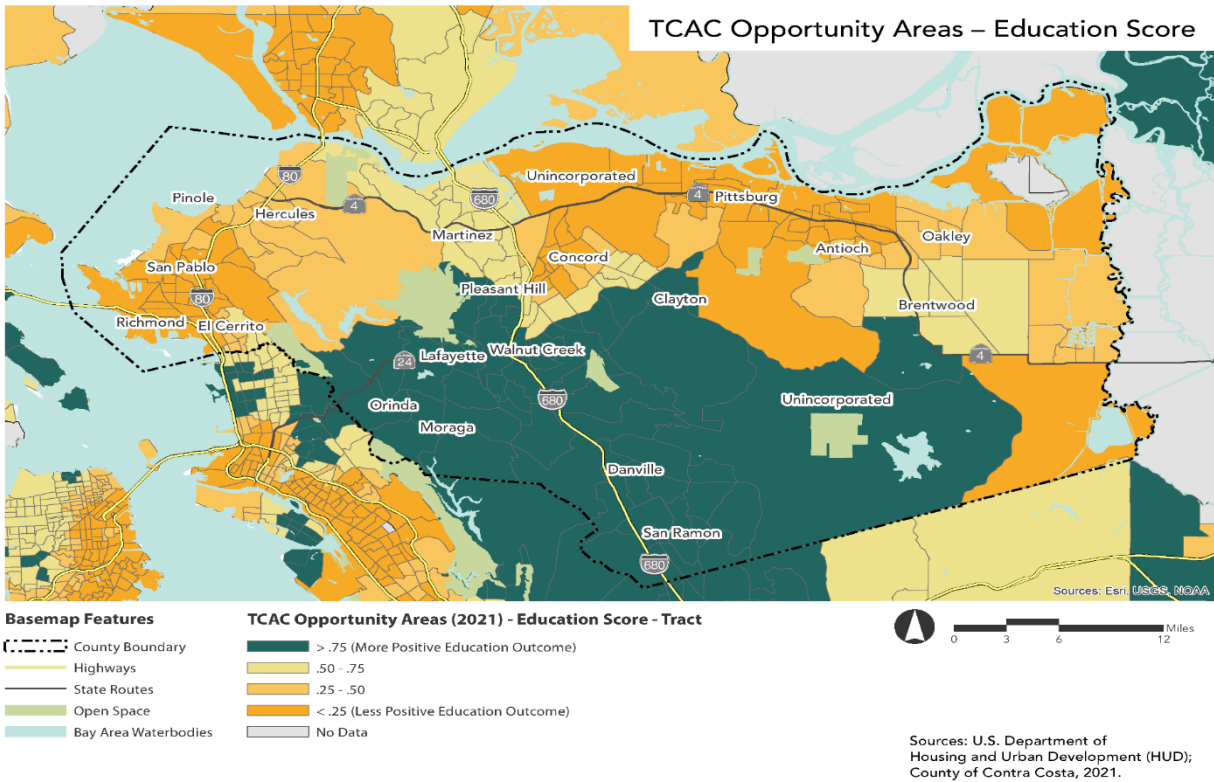 TCAC Opportunity Areas – Education Score
80
Unincorporated
Pinole
680
4
Pittsburg
4
Hercules
Martinez
Oakley
Antioch
Concord
San Pablo
Pleasant Hill
80
Clayton
Brentwood
Richmond
El Cerrito
Walnut Creek
Lafayette
24
4
680
Unincorporated
Orinda
Moraga
Danville
San Ramon
680
Sources: Esri, USGS, NOAA
Basemap Features
County Boundary
Highways
State Routes
Open Space
Bay Area Waterbodies
TCAC Opportunity Areas (2021) - Education Score - Tract
> .75 (More Positive Education Outcome)
.50 - .75
.25 - .50
< .25 (Less Positive Education Outcome)
No Data
0 3 6 12 Miles
Sources: U.S. Department of
Housing and Urban Development (HUD);
County of Contra Costa, 2021.